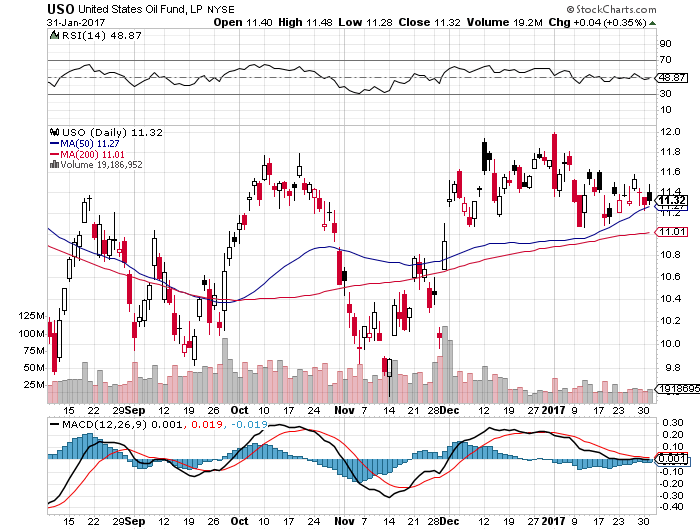 USO United States Oil Fund, LP NYSE © StockCharts.com
31-Jan-2017 Open 11.40 High 11.48 Low 11.28 Close 11.32 Volume 19.2M Chg +0.04 (+0.35%)
RSI(14) 48.87
90
70
48.87
30
10
USO (Daily) 11.32
MA(50) 11.27
MA(200) 11.01
Volume 19,186,952
12.0
11.8
11.6
11.4
11.32
11.27
11.2
11.01
10.8
10.6
10.4
10.2
10.0
9.8
125M
100M
75M
50M
25M
19186952
15 22 29 Sep 12 19 26 Oct 10 17 24 Nov 7 14 21 28 Dec 12 19 27 2017 9 17 23 30
MACD(12,26,9) 0.001, 0.019, -0.019
0.30
0.20
0.10
0.001
-0.10
-0.20
-0.30
-0.40
15 22 29 Sep 12 19 26 Oct 10 17 24 Nov 7 14 21 28 Dec 12 19 27 2017 9 17 23 30